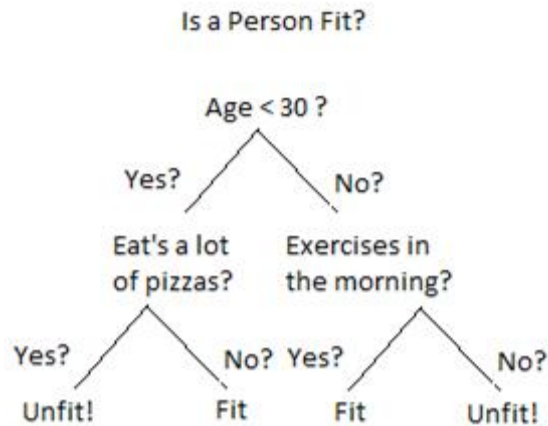 Is a Person Fit?
Age < 30 ?
Yes?
No?
Eat's a lot
of pizzas?
Exercises in
the morning?
Yes?
No?
Yes?
No?
Unfit!
Fit
Fit
Unfit!